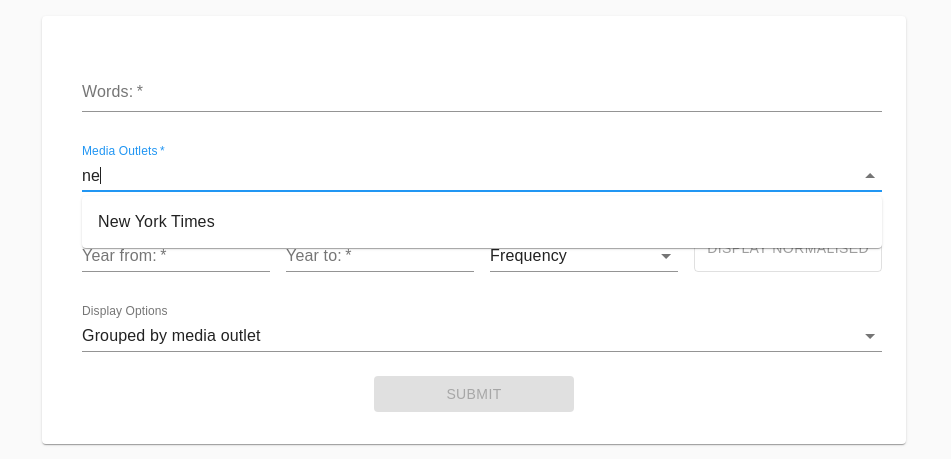 Words: *
Media Outlets *
ne
New York Times
Year from: *
Year to: *
Frequency
DISPLAY NORMALISED
Display Options
Grouped by media outlet
SUBMIT